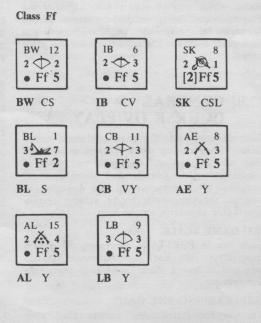 Class Ff
BW 12 IB 6 SK 8
2 2 2 3 2 1
● Ff 5 ● Ff 5 [2]Ff5
BW CS IB CV SK CSL
BL 1 CB 11 AE 8
3 7 2 3 2 3
● Ff 2 ● Ff 5 ● Ff 5
BL S CB VY AE Y
AL 15 LB 9
2 4 3 3
● Ff 5 ● Ff 5
AL Y LB Y